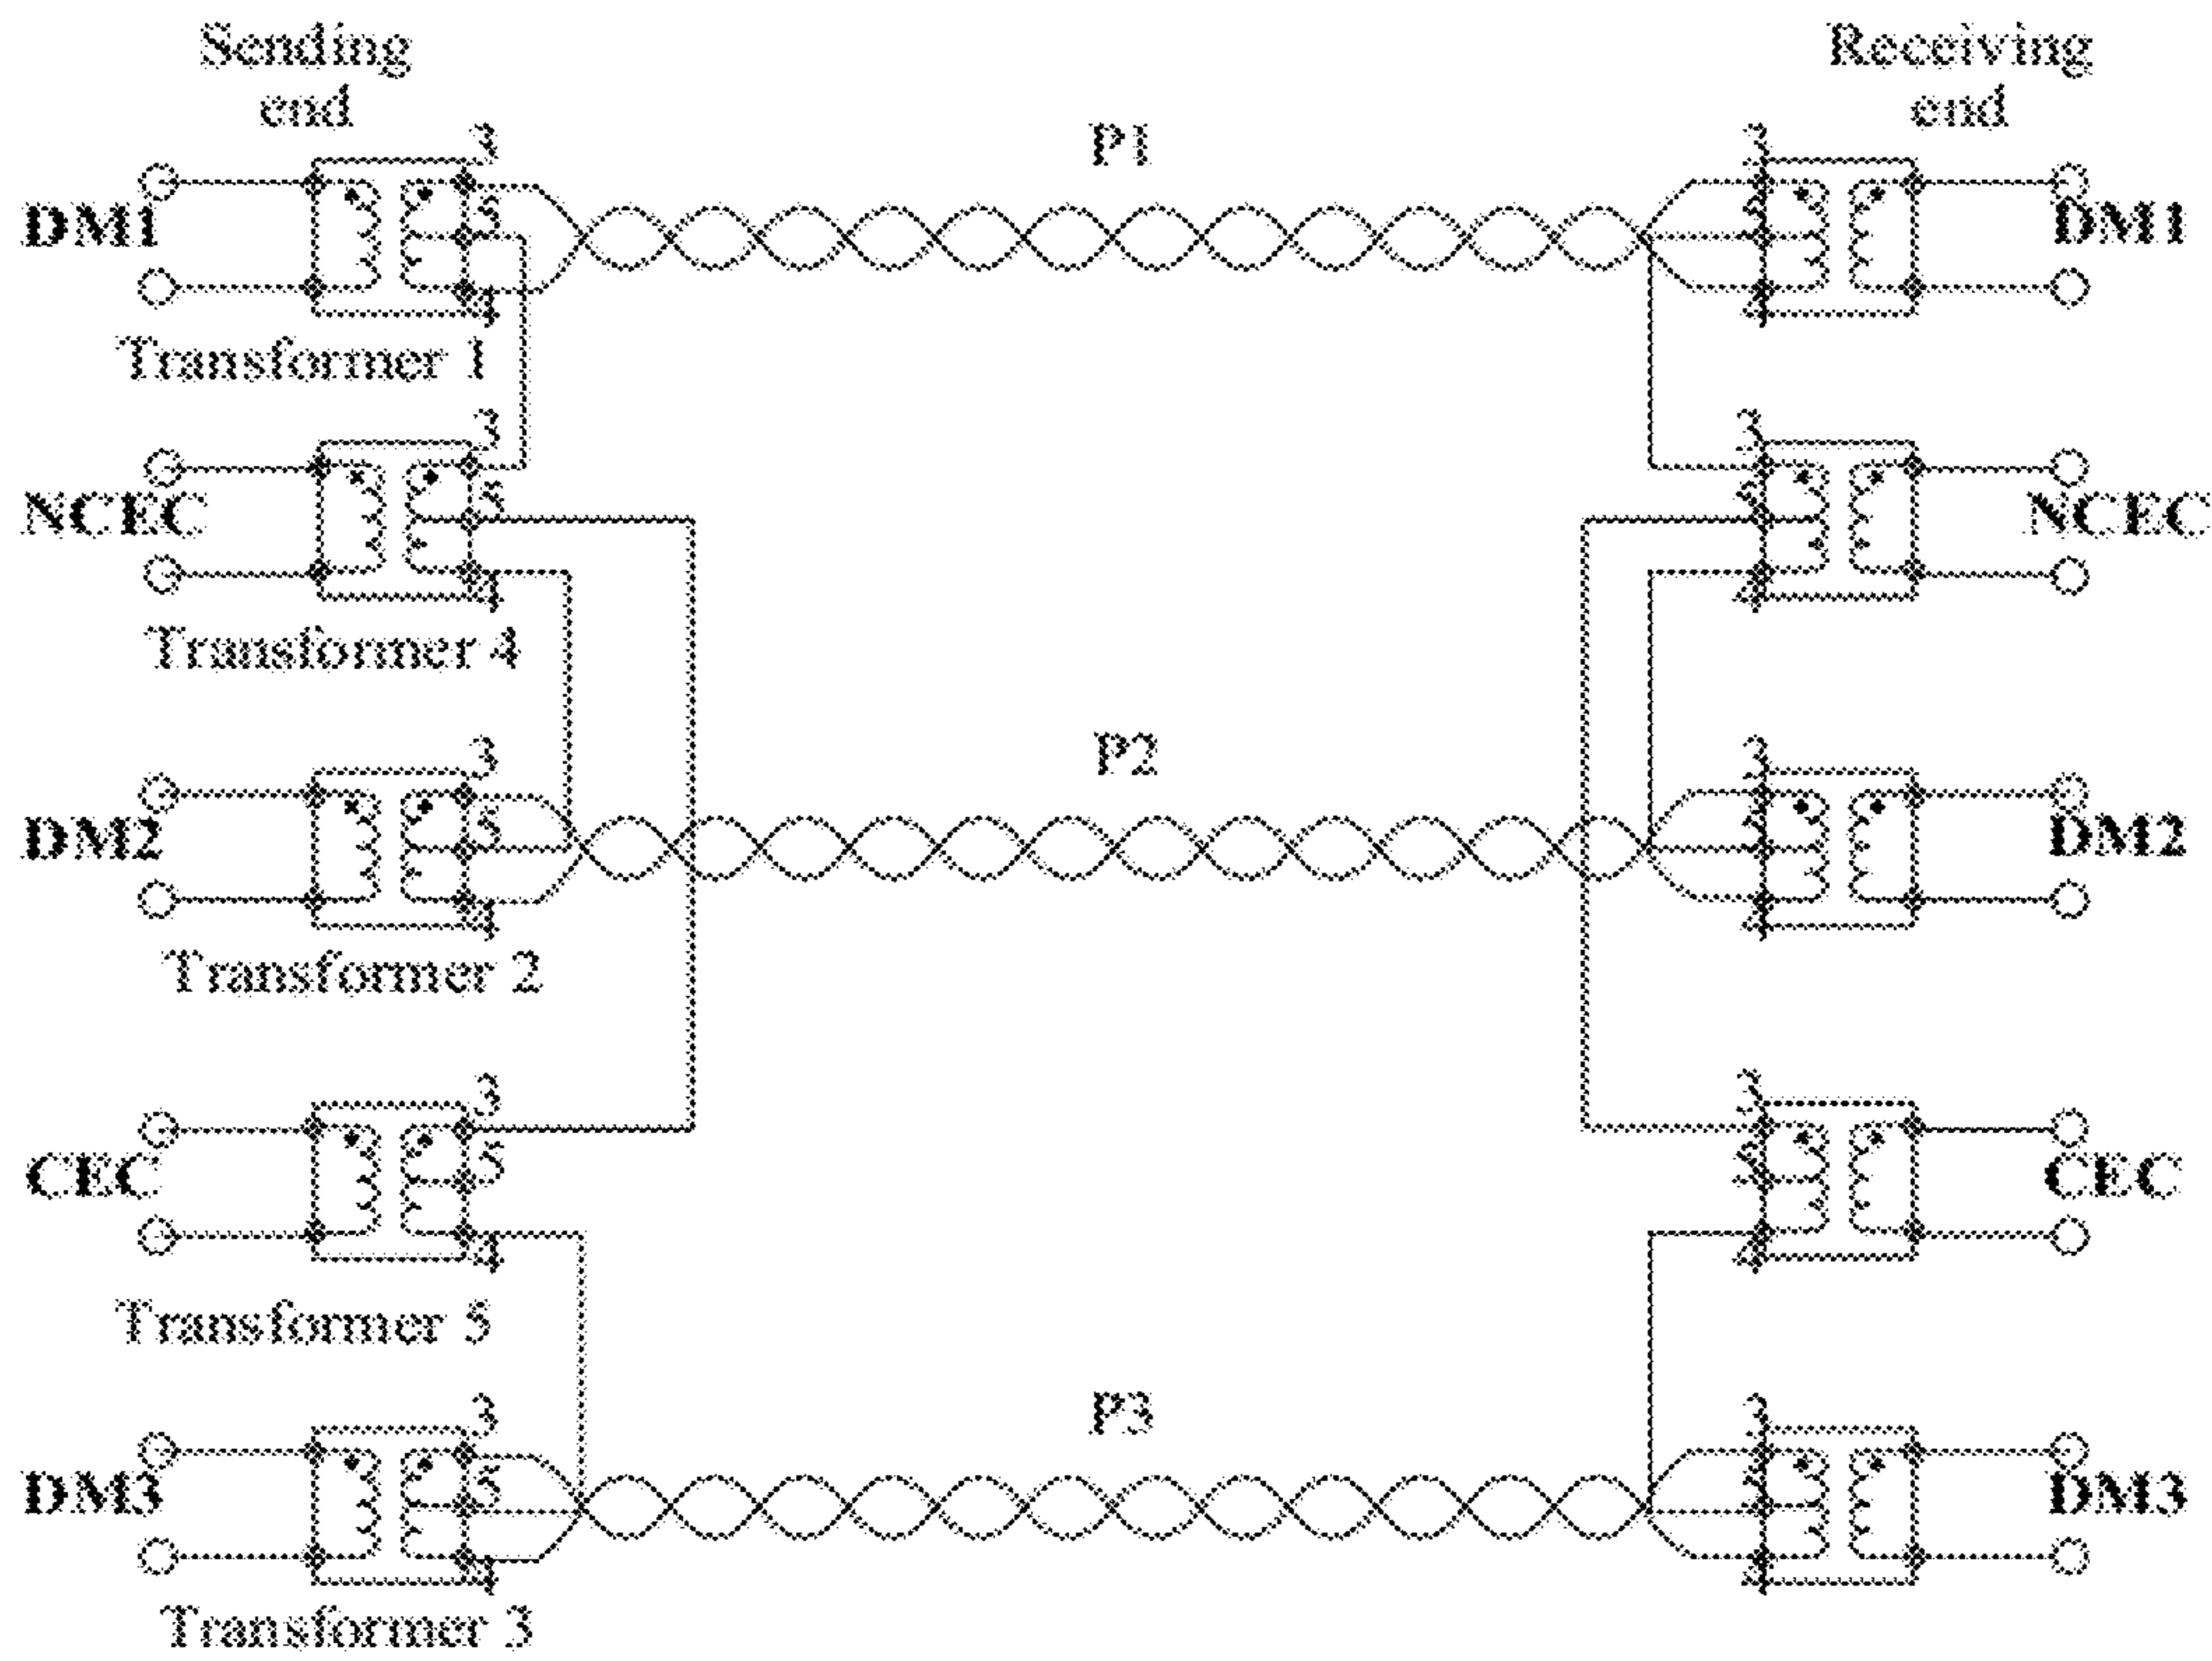 Sending
end
Receiving
end
P1
3
3
DM1
5
5
DM1
4
4
Transformer 1
3
3
NCEC
5
5
NCEC
4
4
Transformer 4
P2
3
3
DM2
5
5
DM2
4
4
Transformer 2
3
3
CEC
5
5
CEC
4
4
Transformer 5
P3
3
3
DM3
5
5
DM3
4
4
Transformer 3